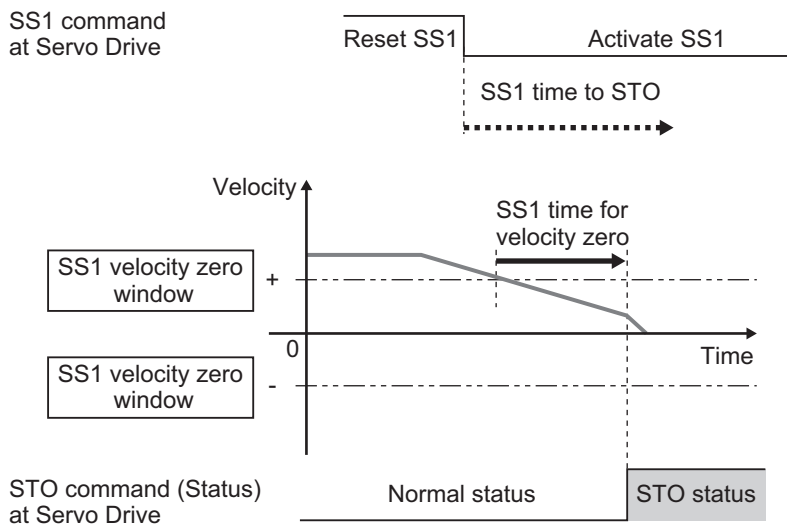 SS1 command
at Servo Drive
Reset SS1
Activate SS1
SS1 time to STO
Velocity
SS1 time for
velocity zero
SS1 velocity zero
window
+
0
Time
SS1 velocity zero
window
-
STO command (Status)
at Servo Drive
Normal status
STO status